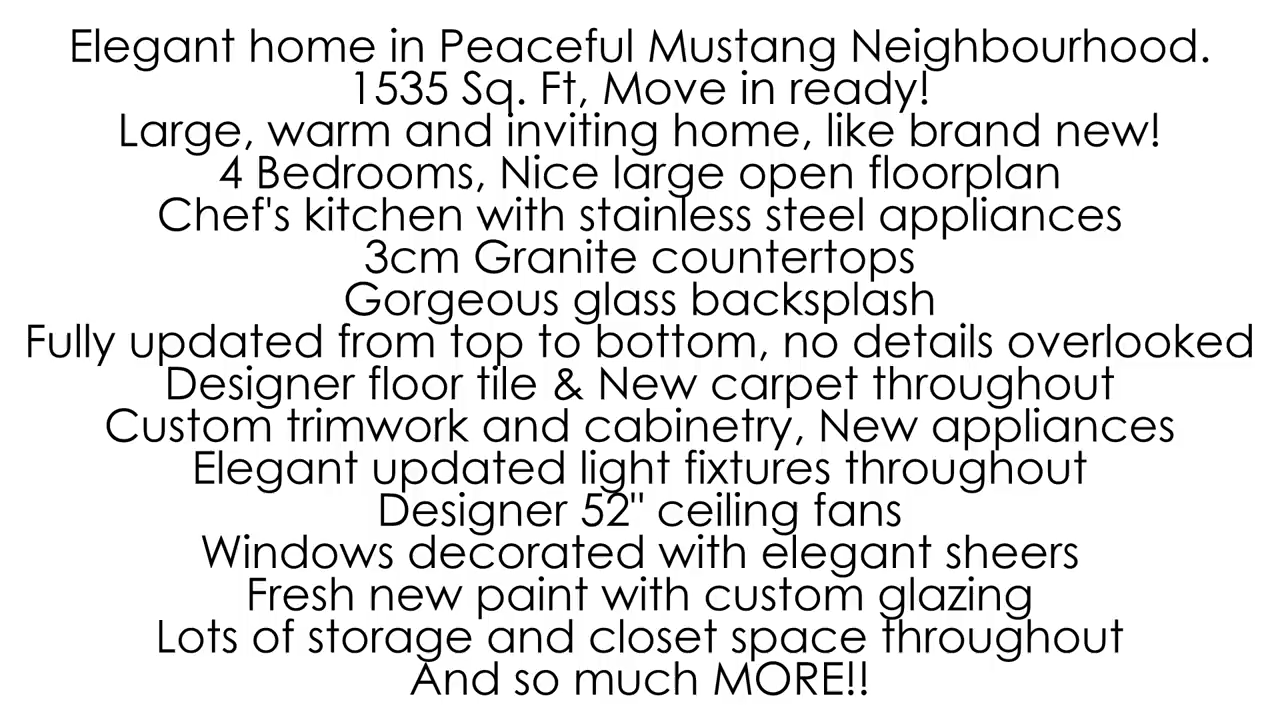 Elegant home in Peaceful Mustang Neighbourhood.
1535 Sq. Ft, Move in ready!
Large, warm and inviting home, like brand new!
4 Bedrooms, Nice large open floorplan
Chef's kitchen with stainless steel appliances
3cm Granite countertops
Gorgeous glass backsplash
Fully updated from top to bottom, no details overlooked
Designer floor tile & New carpet throughout
Custom trimwork and cabinetry, New appliances
Elegant updated light fixtures throughout
Designer 52" ceiling fans
Windows decorated with elegant sheers
Fresh new paint with custom glazing
Lots of storage and closet space throughout
And so much MORE!!